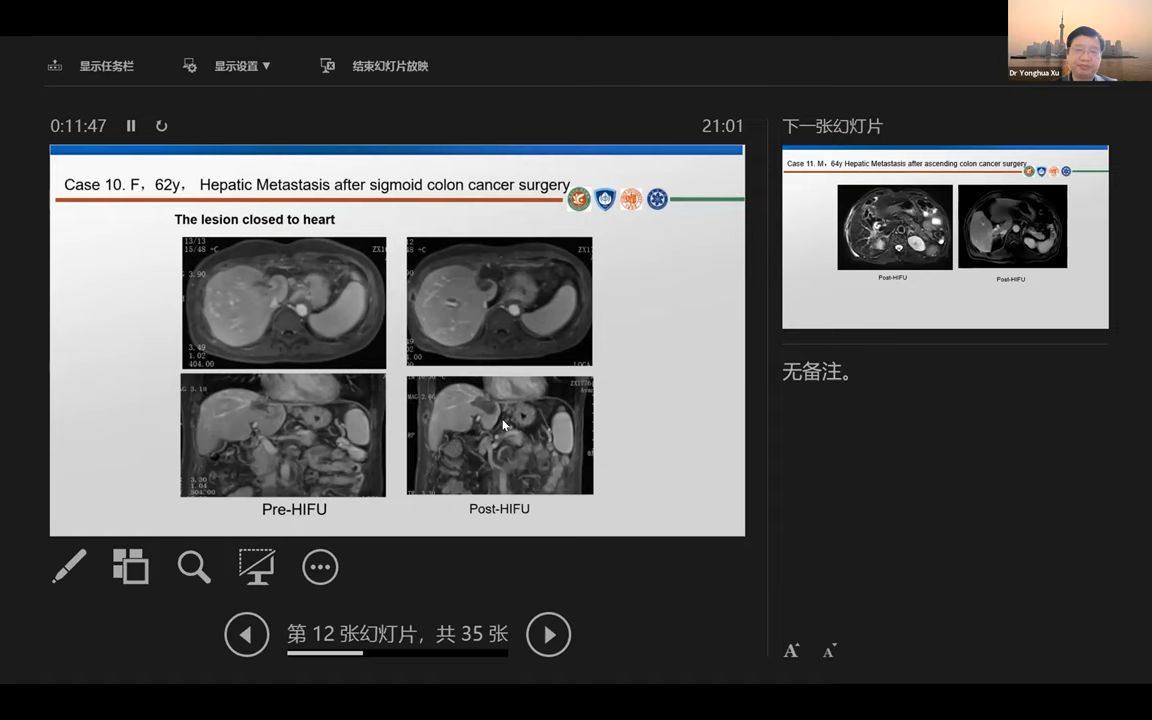 显示任务栏
显示设置 ▼
结束幻灯片放映
Dr Yonghua Xu
0:11:47
21:01
Case 10. F，62y， Hepatic Metastasis after sigmoid colon cancer surgery
The lesion closed to heart
Pre-HIFU
Post-HIFU
第 12 张幻灯片，共 35 张
下一张幻灯片
Case 11. M，64y Hepatic Metastasis after ascending colon cancer surgery
Post-HIFU
Post-HIFU
无备注。
A A